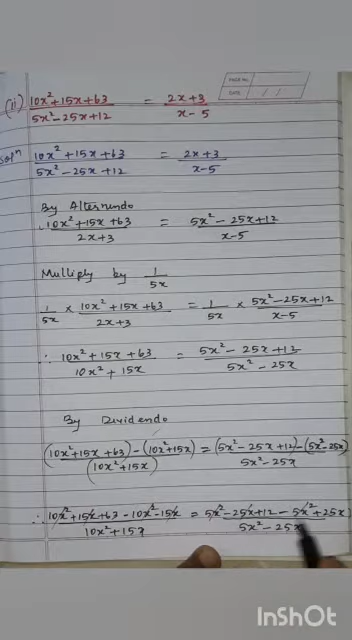 PAGE NO.
DATE / /
(ii) 10x²+15x+63 / 5x²-25x+12 = 2x+3 / x-5
Solⁿ 10x²+15x+63 / 5x²-25x+12 = 2x+3 / x-5
By Alternendo
10x²+15x+63 / 2x+3 = 5x²-25x+12 / x-5
Multiply by 1/5x
1/5x × 10x²+15x+63 / 2x+3 = 1/5x × 5x²-25x+12 / x-5
∴ 10x²+15x+63 / 10x²+15x = 5x²-25x+12 / 5x²-25x
By Dividendo
(10x²+15x+63)-(10x²+15x) / (10x²+15x) = (5x²-25x+12)-(5x²-25x) / 5x²-25x
∴ 10x²+15x+63-10x²-15x / 10x²+15x = 5x²-25x+12-5x²+25x / 5x²-25x
InShot